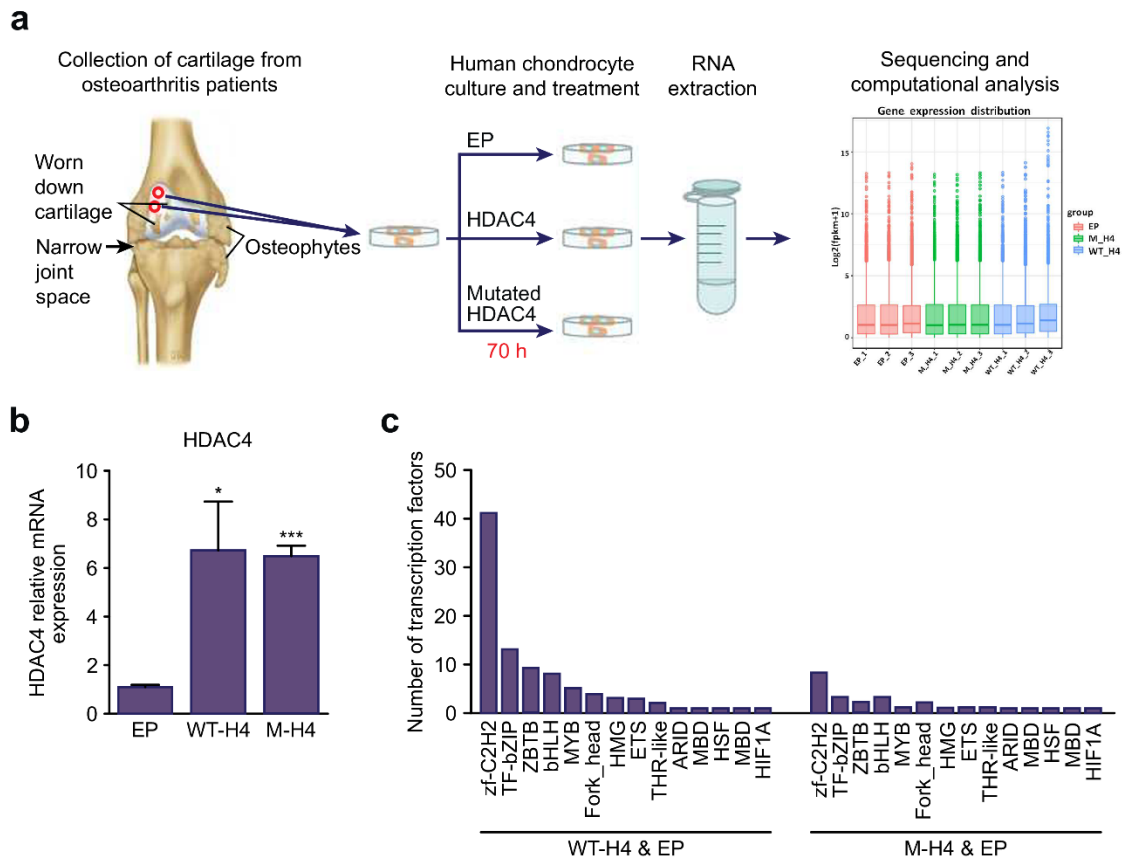 a
Collection of cartilage from
osteoarthritis patients
Human chondrocyte
culture and treatment
RNA
extraction
Sequencing and
computational analysis
Worn
down
cartilage
Narrow
joint
space
Osteophytes
EP
HDAC4
Mutated
HDAC4
70 h
Gene expression distribution
Log2(fpkm+1)
15
10
5
0
group
EP
M_H4
WT_H4
EP_1
EP_2
EP_3
M_H4_1
M_H4_2
M_H4_3
b
HDAC4
HDAC4 relative mRNA
expression
10
8
6
4
2
0
*
***
EP
WT-H4
M-H4
c
Number of transcription factors
50
40
30
20
10
0
zf-C2H2
TF-bZIP
ZBTB
bHLH
MYB
Fork_head
HMG
ETS
THR-like
ARID
MBD
HSF
MBD
HIF1A
WT-H4 & EP
zf-C2H2
TF-bZIP
ZBTB
bHLH
MYB
Fork_head
HMG
ETS
THR-like
ARID
MBD
HSF
MBD
HIF1A
M-H4 & EP